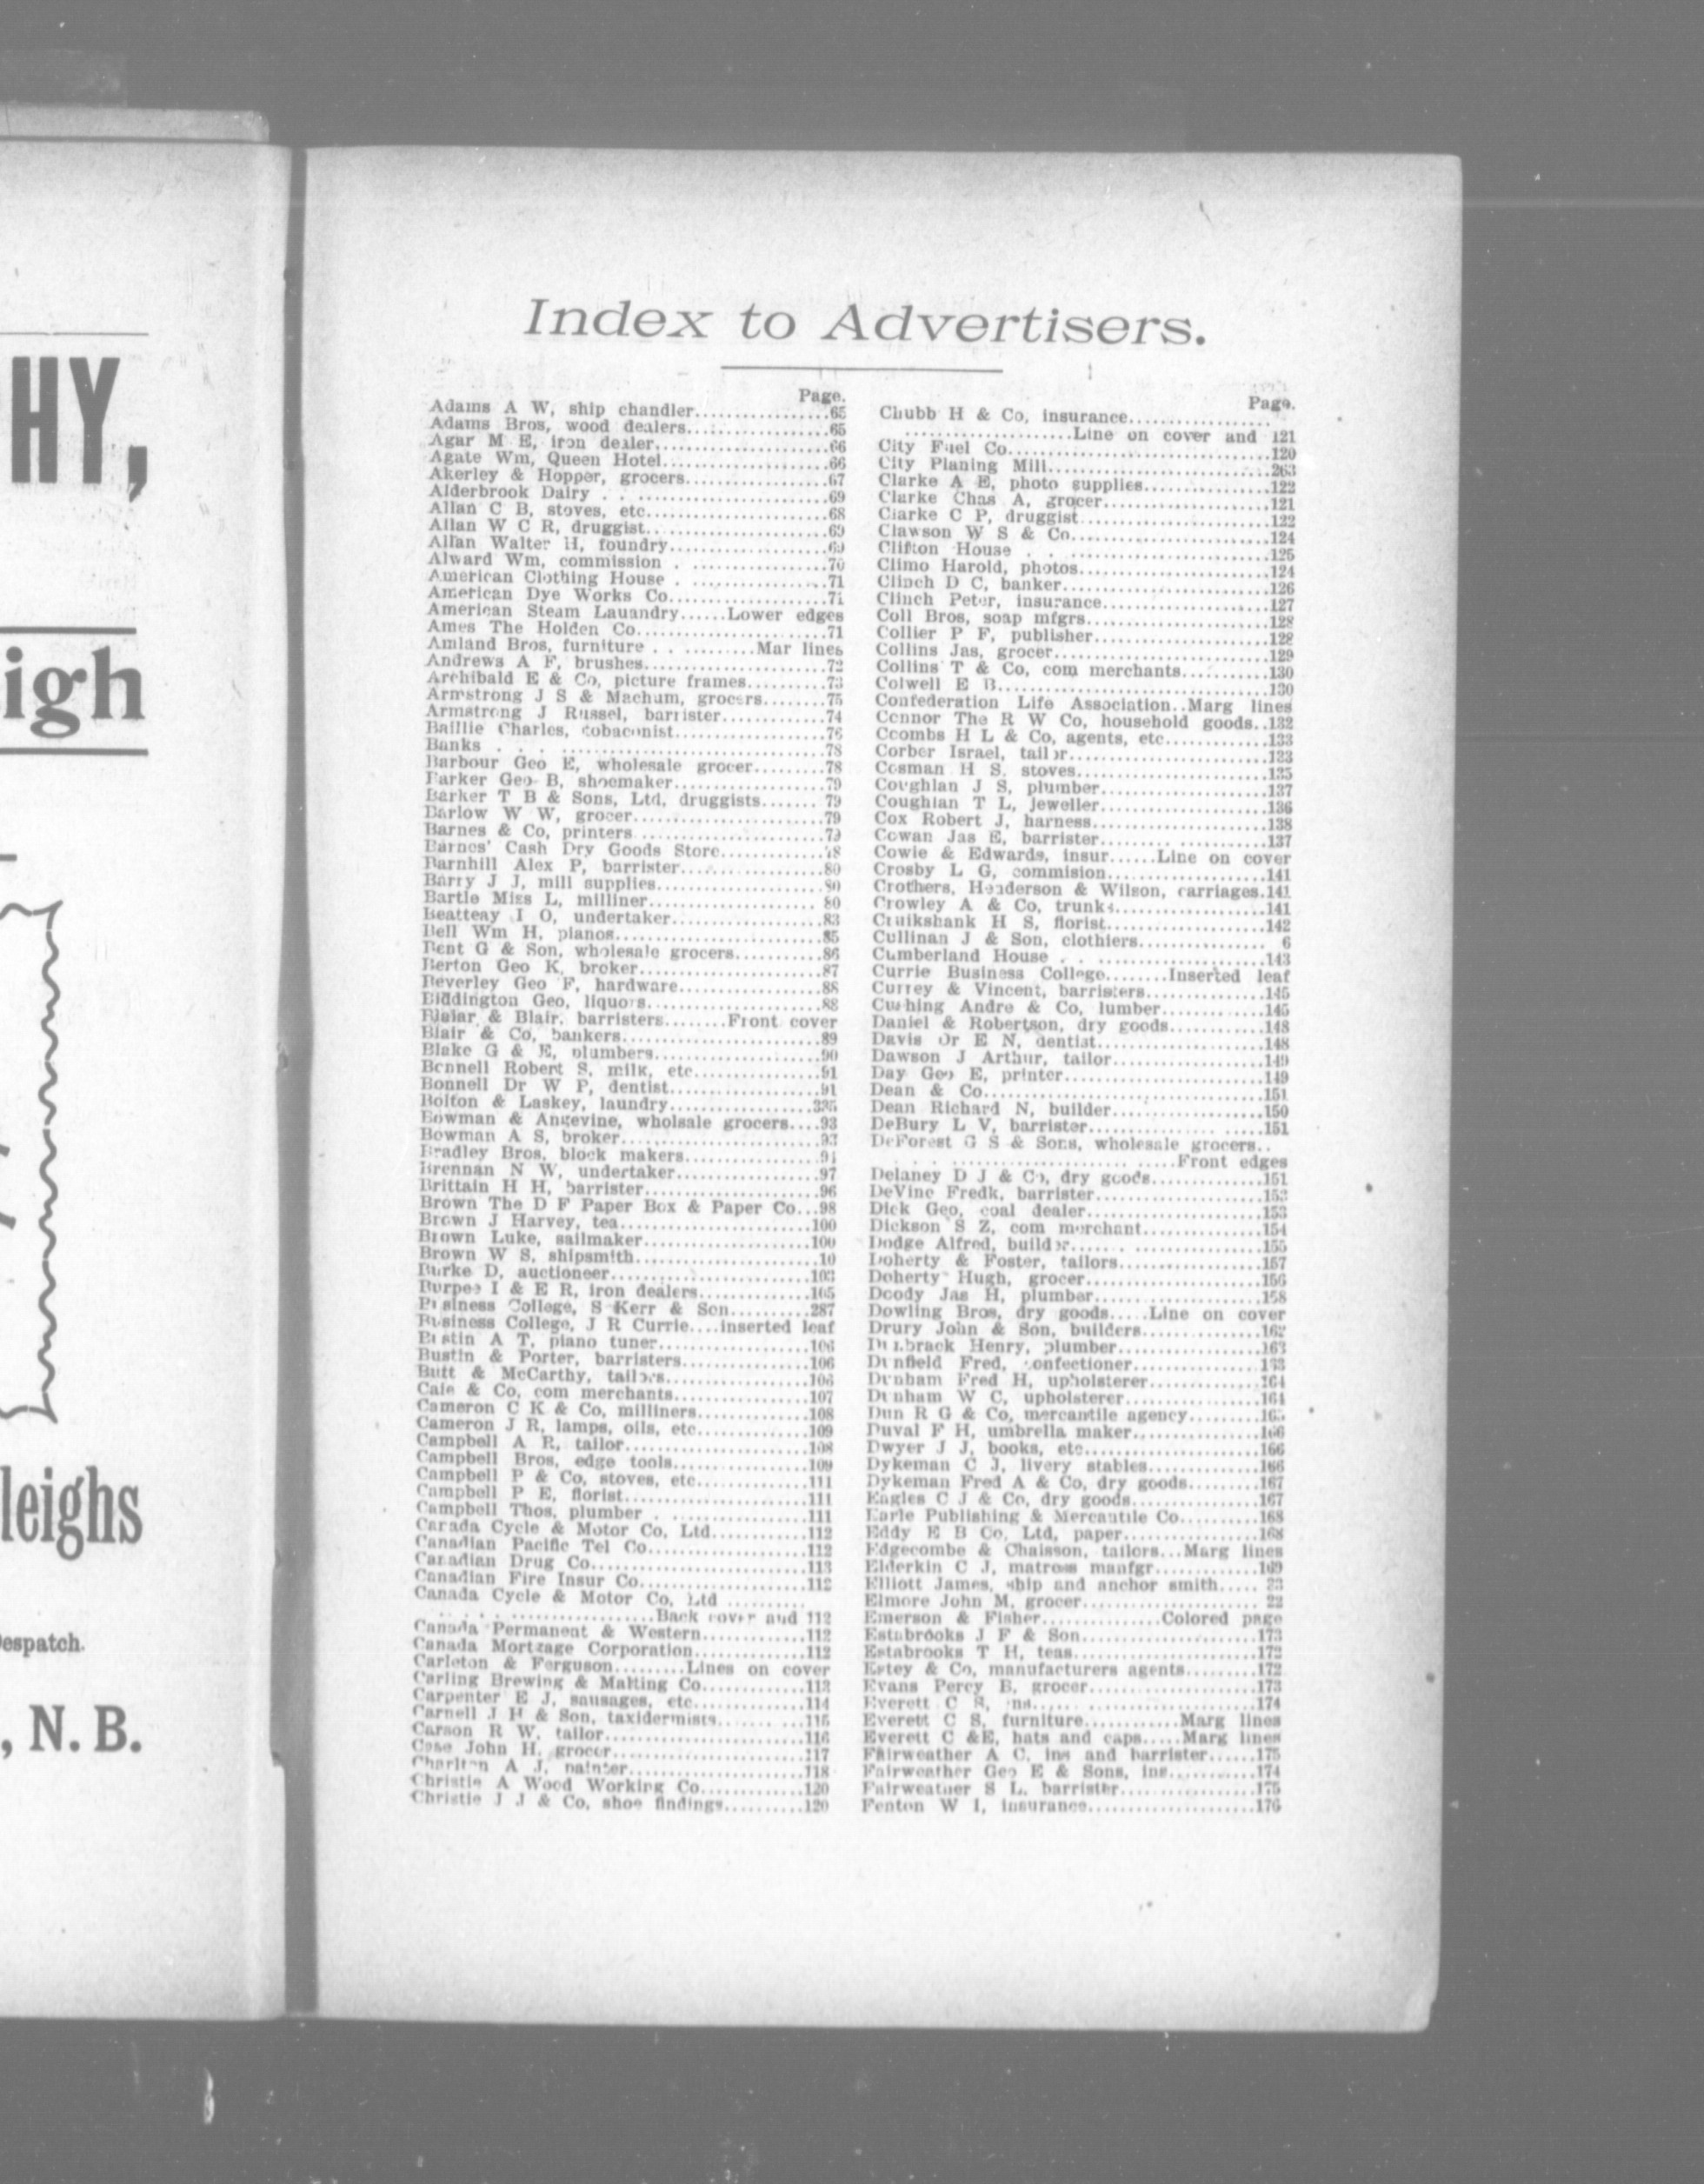 HY,
igh
leighs
Despatch.
, N. B.
Index to Advertisers.
Page.
Adams A W, ship chandler................65
Adams Bros, wood dealers.................65
Agar M E, iron dealer.....................66
Agate Wm, Queen Hotel....................66
Akerley & Hopper, grocers.................67
Alderbrook Dairy . . .......................69
Allan C B, stoves, etc......................68
Allan W C R, druggist......................69
Allan Walter H, foundry...................69
Alward Wm, commission . ................70
American Clothing House . ...............71
American Dye Works Co...................71
American Steam Lauandry......Lower edges
Ames The Holden Co.......................71
Amland Bros, furniture . . .........Mar lines
Andrews A F, brushes......................72
Archibald E & Co, picture frames..........73
Armstrong J S & Machum, grocers........75
Armstrong J Russel, barrister.............74
Baillie Charles, tobaconist..................76
Banks . . . ................................78
Barbour Geo E, wholesale grocer.........78
Parker Geo B, shoemaker..................79
Barker T B & Sons, Ltd, druggists....... 79
Barlow W W, grocer.......................79
Barnes & Co, printers ......................79
Barnes' Cash Dry Goods Store............
Barnhill Alex P, barrister..................80
Barry J J, mill supplies....................80
Bartle Miss L, milliner.................... 80
Beatteay I O, undertaker..................83
Bell Wm H, pianos.........................85
Bent G & Son, wholesale grocers..........86
Berton Geo K, broker......................87
Beverley Geo F, hardware.................88
Biddington Geo, liquors....................88
Blalar & Blair, barristers........Front cover
Blair & Co, bankers........................89
Blake G & E, plumbers....................90
Bennell Robert S, milk, etc................91
Bonnell Dr W P, dentist...................91
Bolton & Laskey, laundry.................335
Bowman & Angevine, wholsale grocers....93
Bowman A S, broker.......................93
Bradley Bros, block makers...............94
Brennan N W, undertaker.................97
Brittain H H, barrister.....................96
Brown The D F Paper Box & Paper Co...98
Brown J Harvey, tea......................100
Brown Luke, sailmaker....................100
Brown W S, shipsmith.....................10
Burke D, auctioneer.......................103
Burpee I & E R, iron dealers..............105
Business College, S Kerr & Son..........287
Business College, J R Currie....inserted leaf
Bustin A T, piano tuner...................106
Bustin & Porter, barristers................106
Butt & McCarthy, tailors..................106
Cale & Co, com merchants................107
Cameron C K & Co, milliners.............108
Cameron J R, lamps, oils, etc.............109
Campbell A R, tailor......................108
Campbell Bros, edge tools................109
Campbell P & Co, stoves, etc............111
Campbell P E, florist......................111
Campbell Thos, plumber . ................111
Carada Cycle & Motor Co, Ltd...........112
Canadian Pacific Tel Co...................112
Canadian Drug Co.........................113
Canadian Fire Insur Co....................112
Canada Cycle & Motor Co, Ltd ..........
. . . . ................Back cover and 112
Canada Permanent & Western............112
Canada Mortzage Corporation.............112
Carleton & Ferguson.........Lines on cover
Carling Brewing & Malting Co............113
Carpenter E J, sausages, etc..............114
Carnell J H & Son, taxidermists...........115
Carson R W, tailor........................116
Case John H, grocer.......................117
Charlton A J, painter......................118
Christie A Wood Working Co.............120
Christie J J & Co, shoe findings..........120
Page.
Chubb H & Co, insurance.................
.....................Line on cover and 121
City Fuel Co...............................120
City Planing Mill..........................263
Clarke A E, photo supplies................122
Clarke Chas A, grocer.....................121
Clarke C P, druggist.......................122
Clawson W S & Co........................124
Clifton House . . .........................125
Climo Harold, photos......................124
Clinch D C, banker........................126
Clinch Peter, insurance....................127
Coll Bros, soap mfgrs......................128
Collier P F, publisher.....................128
Collins Jas, grocer.........................129
Collins T & Co, com merchants...........130
Colwell E B................................130
Confederation Life Association..Marg lines
Connor The R W Co, household goods..132
Coombs H L & Co, agents, etc............133
Corber Israel, tailor.......................133
Cosman H S, stoves.......................135
Coughlan J S, plumber....................137
Coughlan T L, jeweller....................136
Cox Robert J, harness.....................138
Cowan Jas E, barrister....................137
Cowie & Edwards, insur......Line on cover
Crosby L G, commision...................141
Crothers, Henderson & Wilson, carriages.141
Crowley A & Co, trunks...................141
Cruikshank H S, florist....................142
Cullinan J & Son, clothiers................ 6
Cumberland House . . ....................143
Currie Business College........Inserted leaf
Currey & Vincent, barristers..............145
Cushing Andre & Co, lumber.............145
Daniel & Robertson, dry goods...........148
Davis Dr E N, dentist.....................148
Dawson J Arthur, tailor...................149
Day Geo E, printer........................149
Dean & Co.................................151
Dean Richard N, builder..................150
DeBury L V, barrister.....................151
DeForest G S & Sons, wholesale grocers..
. . . .........................Front edges
Delaney D J & Co, dry goods.............151
DeVine Fredk, barrister...................153
Dick Geo, coal dealer.....................153
Dickson S Z, com merchant...............154
Dodge Alfred, builder.....................155
Doherty & Foster, tailors..................157
Doherty Hugh, grocer.....................156
Doody Jas H, plumber....................158
Dowling Bros, dry goods.....Line on cover
Drury John & Son, builders...............162
Dunbrack Henry, plumber.................163
Dunfield Fred, confectioner................
Dunham Fred H, upholsterer..............164
Dunham W C, upholsterer.................164
Dun R G & Co, mercantile agency........
Duval F H, umbrella maker...............166
Dwyer J J, books, etc.....................166
Dykeman C J, livery stables..............166
Dykeman Fred A & Co, dry goods........167
Eagles C J & Co, dry goods...............167
Earle Publishing & Mercantile Co.........168
Eddy E B Co, Ltd, paper.................168
Edgecombe & Chaisson, tailors...Marg lines
Elderkin C J, matress manfgr.............169
Elliott James, ship and anchor smith..... 23
Elmore John M, grocer................... 22
Emerson & Fisher..............Colored page
Estabrooks J F & Son.....................173
Estabrooks T H, teas......................172
Estey & Co, manufacturers agents........172
Evans Percy B, grocer....................173
Everett C S, ins...........................174
Everett C S, furniture............Marg lines
Everett C &E, hats and caps.....Marg lines
Fairweather A C, ins and barrister......175
Fairweather Geo E & Sons, ins...........174
Fairweather S L, barrister.................175
Fenton W I, insurance.....................176